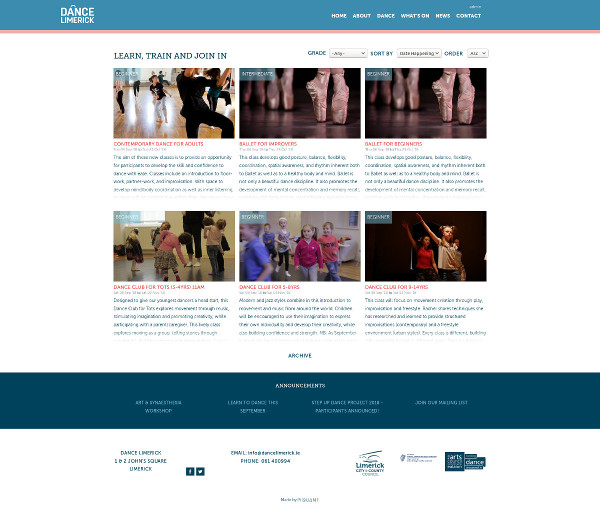 DANCE
LIMERICK
HOME ABOUT DANCE WHAT'S ON NEWS CONTACT
LEARN, TRAIN AND JOIN IN
GRADE - Any - SORT BY Date Happening ORDER Asc
BEGINNER
INTERMEDIATE
BEGINNER
CONTEMPORARY DANCE FOR ADULTS
The aim of these new classes is to provide an opportunity
for participants to develop the skill and confidence to
dance with ease. Classes include an introduction to floor-
work, partner-work, and improvisation. With space to
develop mind/body coordination as well as inner listening,
BALLET FOR IMPROVERS
This class develops good posture, balance, flexibility,
coordination, spatial awareness, and rhythm inherent both
to Ballet as well as to a healthy body and mind. Ballet is
not only a beautiful dance discipline. It also promotes the
development of mental concentration and memory recall,
BALLET FOR BEGINNERS
This class develops good posture, balance, flexibility,
coordination, spatial awareness, and rhythm inherent both
to Ballet as well as to a healthy body and mind. Ballet is
not only a beautiful dance discipline. It also promotes the
development of mental concentration and memory recall,
BEGINNER
BEGINNER
BEGINNER
DANCE CLUB FOR TOTS (3-4YRS) 11AM
Designed to give our youngest dancers a head start, this
Dance Club for Tots explores movement through music,
stimulating imagination and promoting creativity, while
participating with a parent/caregiver. This lively class
explores moving as a group, telling stories through
DANCE CLUB FOR 5-8YRS
Modern and jazz styles combine in this introduction to
movement and music from around the world. Children
will be encouraged to use their imagination to express
their own individuality and develop their creativity, while
also building confidence and strength. NB: As September
DANCE CLUB FOR 9-14YRS
This class will focus on movement creation through play,
improvisation and freestyle. Teacher shares techniques she
has researched and learned to provide structured
improvisations (contemporary) and a freestyle
environment (urban styles). Every class is different, building
ARCHIVE
ANNOUNCEMENTS
ART & SYNAESTHESIA
WORKSHOP
LEARN TO DANCE THIS
SEPTEMBER
STEP UP DANCE PROJECT 2018 -
PARTICIPANTS ANNOUNCED!
JOIN OUR MAILING LIST
DANCE LIMERICK
1 & 2 JOHN'S SQUARE
LIMERICK
EMAIL: info@dancelimerick.ie
PHONE: 061 400994
Limerick
CITY & COUNTY
arts
council
dance
Made by PIQUANT